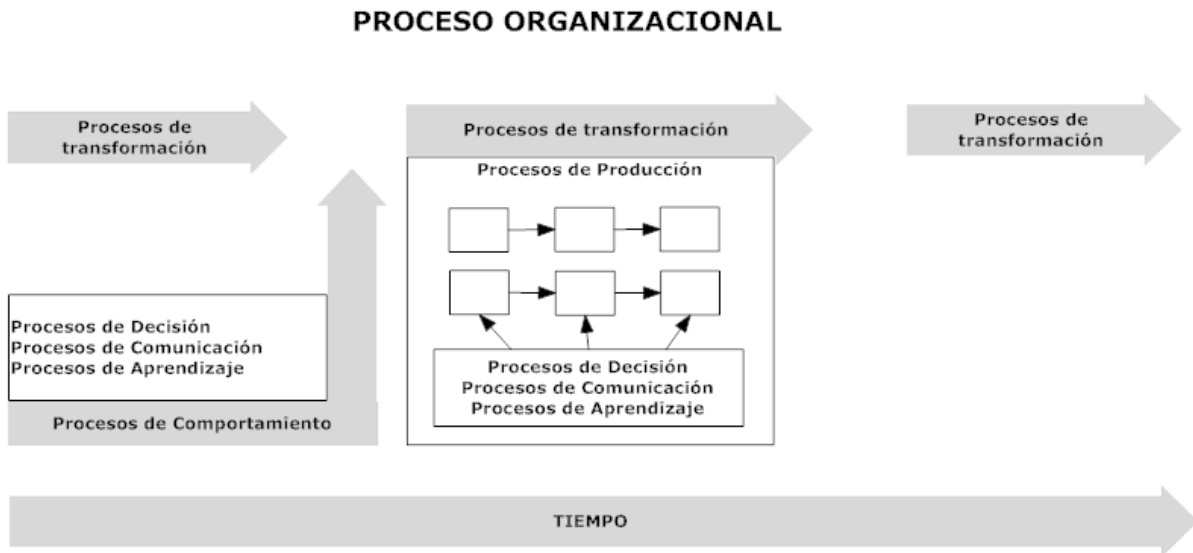 PROCESO ORGANIZACIONAL
Procesos de
transformación
Procesos de transformación
Procesos de
transformación
Procesos de Producción
Procesos de Decisión
Procesos de Comunicación
Procesos de Aprendizaje
Procesos de Comportamiento
Procesos de Decisión
Procesos de Comunicación
Procesos de Aprendizaje
TIEMPO